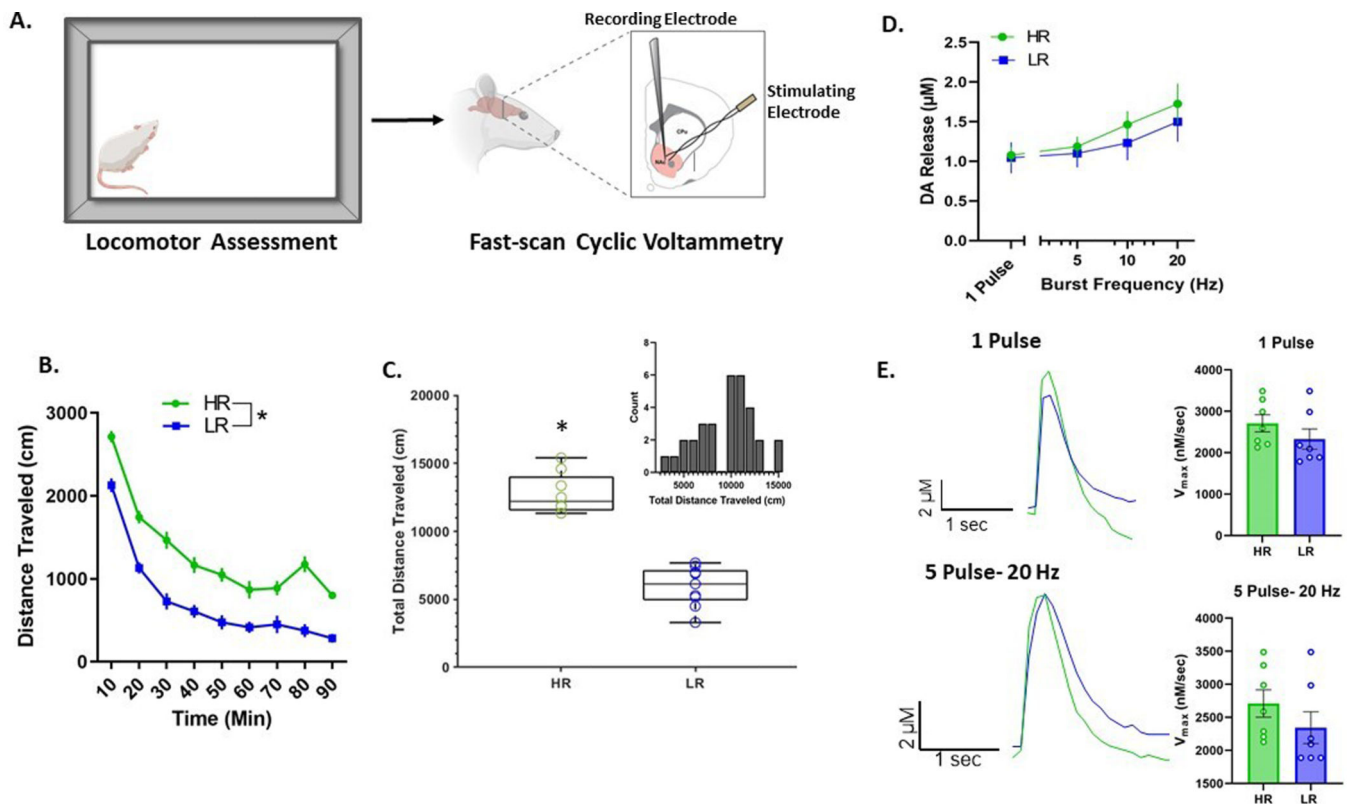 A.
Locomotor Assessment
Recording Electrode
Stimulating
Electrode
CPu
Fast-scan Cyclic Voltammetry
D.
HR
LR
DA Release (µM)
2.5
2.0
1.5
1.0
0.5
0.0
1 Pulse
5
10
20
Burst Frequency (Hz)
B.
HR
LR
*
Distance Traveled (cm)
3000
2000
1000
0
10
20
30
40
50
60
70
80
90
Time (Min)
C.
Total Distance Traveled (cm)
20000
15000
10000
5000
0
*
HR
LR
Count
8
6
4
2
0
5000
10000
15000
Total Distance Traveled (cm)
E.
1 Pulse
2 µM
1 sec
1 Pulse
Vmax (nM/sec)
4000
3000
2000
1000
0
HR
LR
5 Pulse- 20 Hz
2 µM
1 sec
5 Pulse- 20 Hz
Vmax (nM/sec)
4000
3500
3000
2500
2000
1500
HR
LR